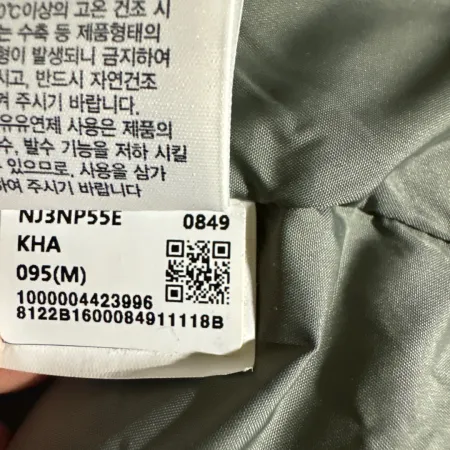 0℃이상의 고온 건조 시
는 수축 등 제품형태의
형이 발생되니 금지하여
시고, 반드시 자연건조
켜 주시기 바랍니다.
유유연제 사용은 제품의
수, 발수 기능을 저하 시킬
있으므로, 사용을 삼가
하여 주시기 바랍니다
NJ3NP55E 0849
KHA
095(M)
1000004423996
8122B1600084911118B